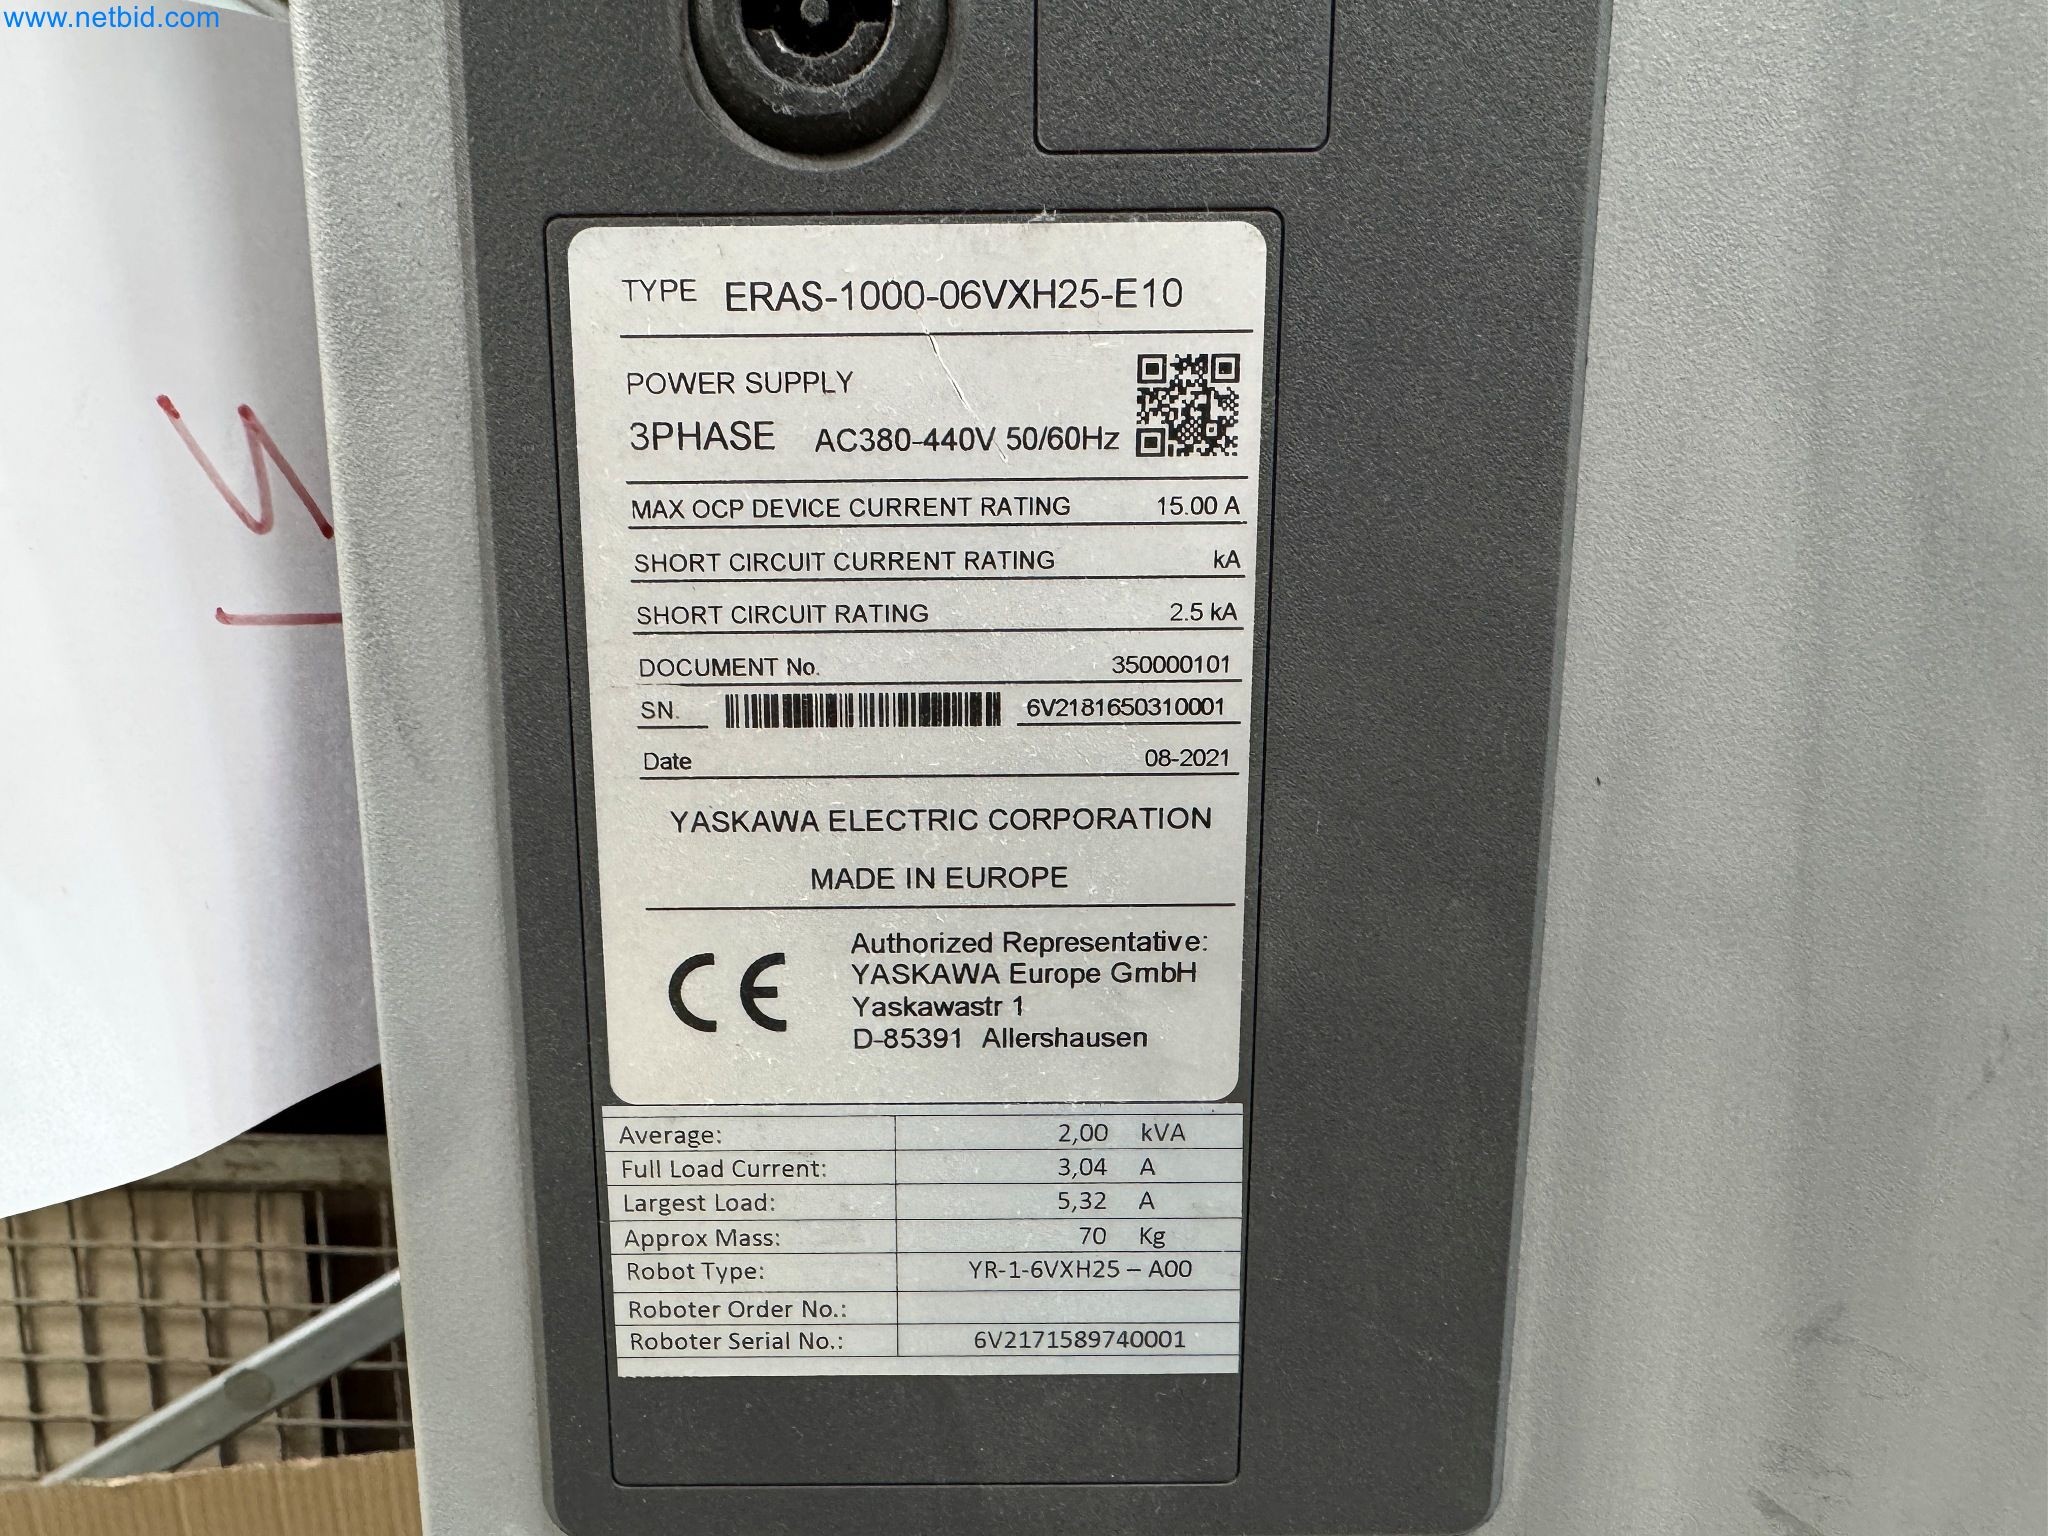 www.netbid.com
TYPE ERAS-1000-06VXH25-E10
POWER SUPPLY
3PHASE AC380-440V 50/60Hz
MAX OCP DEVICE CURRENT RATING 15.00 A
SHORT CIRCUIT CURRENT RATING kA
SHORT CIRCUIT RATING 2.5 kA
DOCUMENT No. 350000101
SN. 6V2181650310001
Date 08-2021
YASKAWA ELECTRIC CORPORATION
MADE IN EUROPE
CE
Authorized Representative:
YASKAWA Europe GmbH
Yaskawastr 1
D-85391 Allershausen
Average: 2,00 kVA
Full Load Current: 3,04 A
Largest Load: 5,32 A
Approx Mass: 70 Kg
Robot Type: YR-1-6VXH25 – A00
Roboter Order No.:
Roboter Serial No.: 6V2171589740001